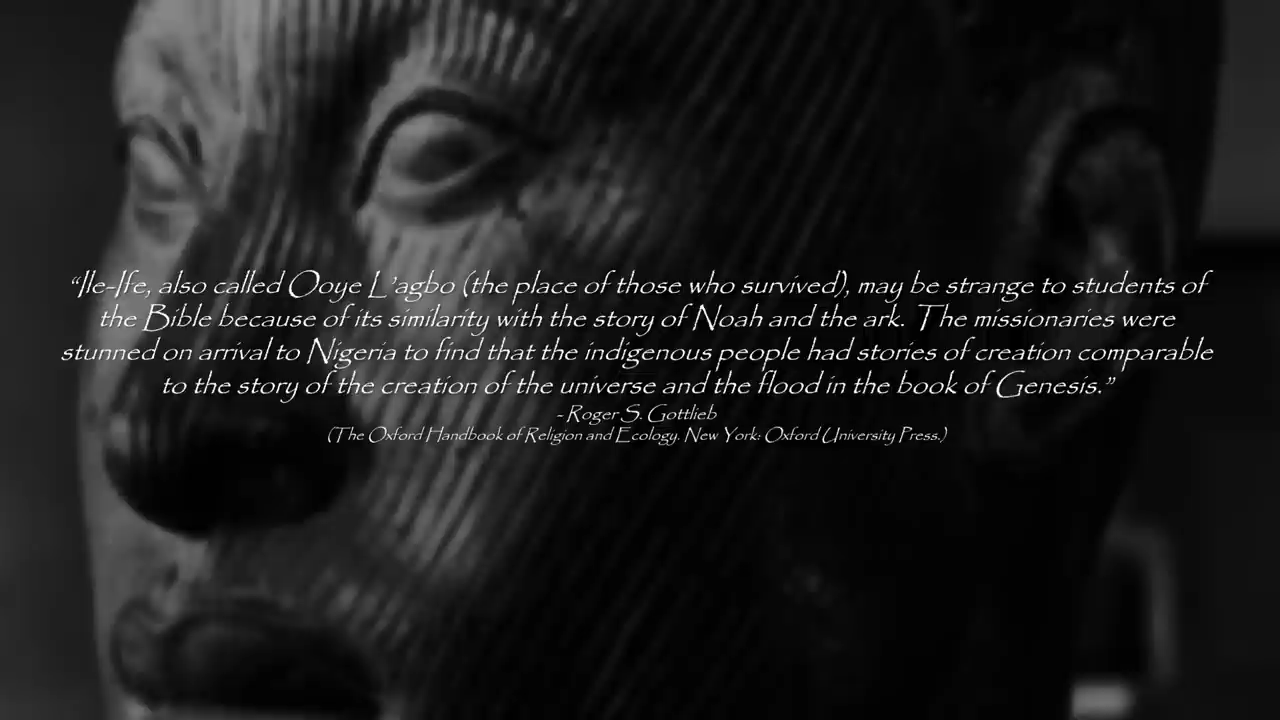 “Ile-Ife, also called Ooye L’agbo (the place of those who survived), may be strange to students of
the Bible because of its similarity with the story of Noah and the ark. The missionaries were
stunned on arrival to Nigeria to find that the indigenous people had stories of creation comparable
to the story of the creation of the universe and the flood in the book of Genesis.”
- Roger S. Gottlieb
(The Oxford Handbook of Religion and Ecology. New York: Oxford University Press.)